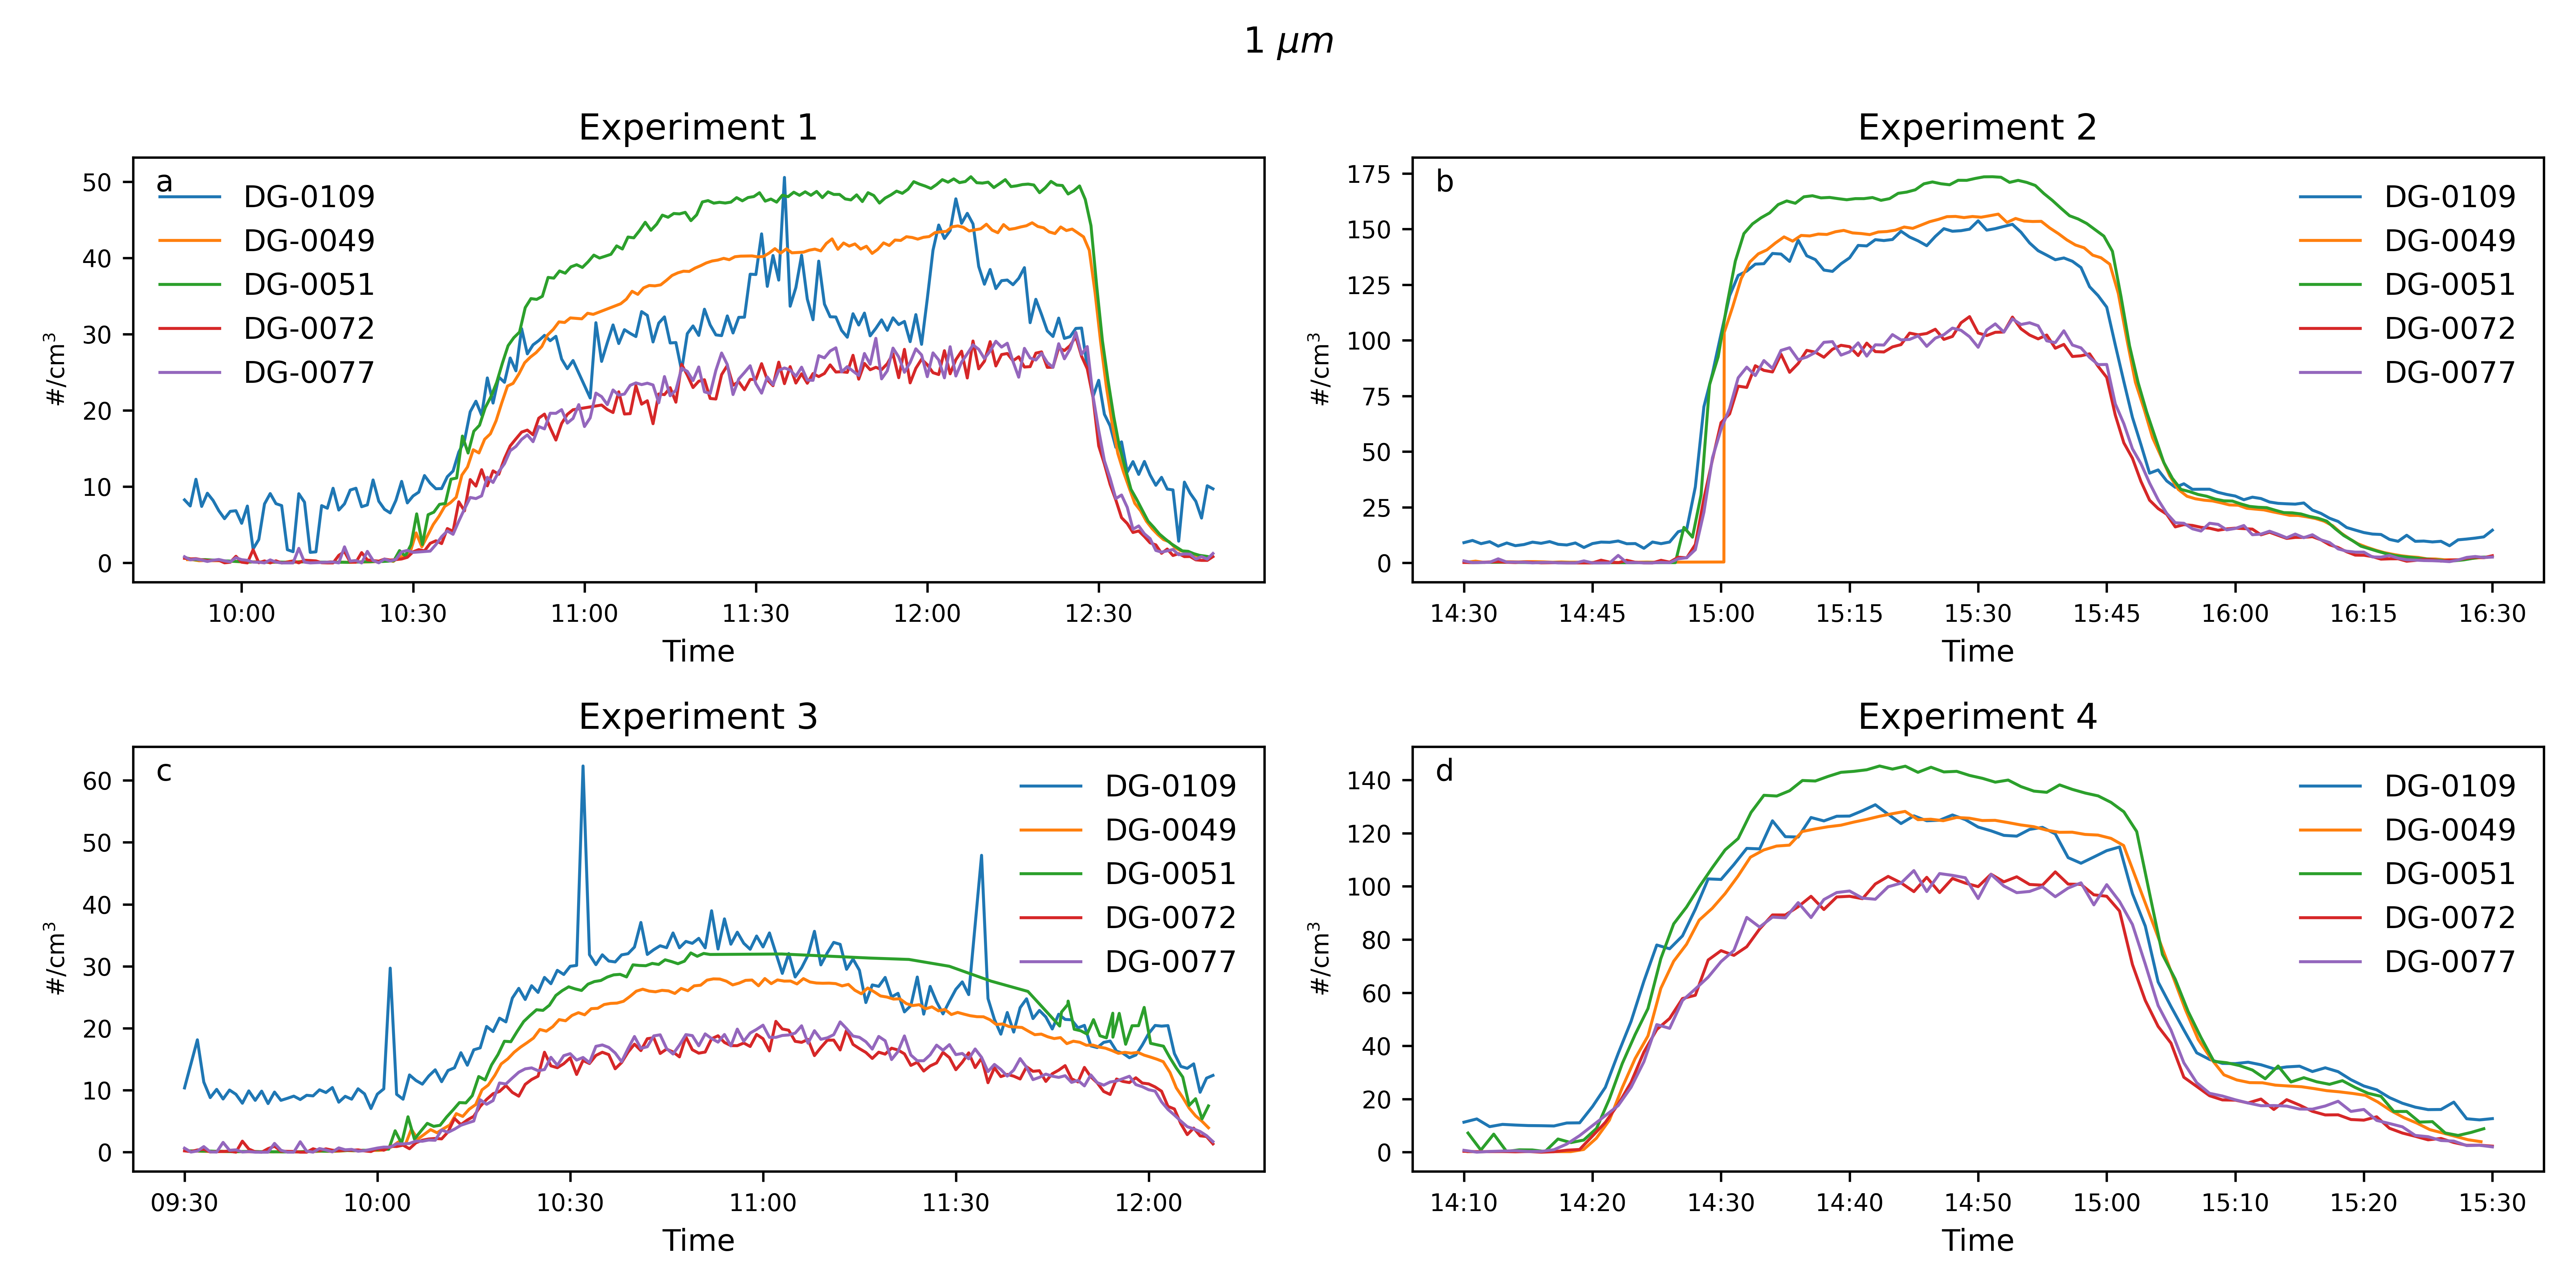 1 μm
Experiment 1
a
DG-0109
DG-0049
DG-0051
DG-0072
DG-0077
50
40
30
20
10
0
#/cm³
10:00 10:30 11:00 11:30 12:00 12:30
Time
Experiment 2
b
DG-0109
DG-0049
DG-0051
DG-0072
DG-0077
175
150
125
100
75
50
25
0
#/cm³
14:30 14:45 15:00 15:15 15:30 15:45 16:00 16:15 16:30
Time
Experiment 3
c
DG-0109
DG-0049
DG-0051
DG-0072
DG-0077
60
50
40
30
20
10
0
#/cm³
09:30 10:00 10:30 11:00 11:30 12:00
Time
Experiment 4
d
DG-0109
DG-0049
DG-0051
DG-0072
DG-0077
140
120
100
80
60
40
20
0
#/cm³
14:10 14:20 14:30 14:40 14:50 15:00 15:10 15:20 15:30
Time